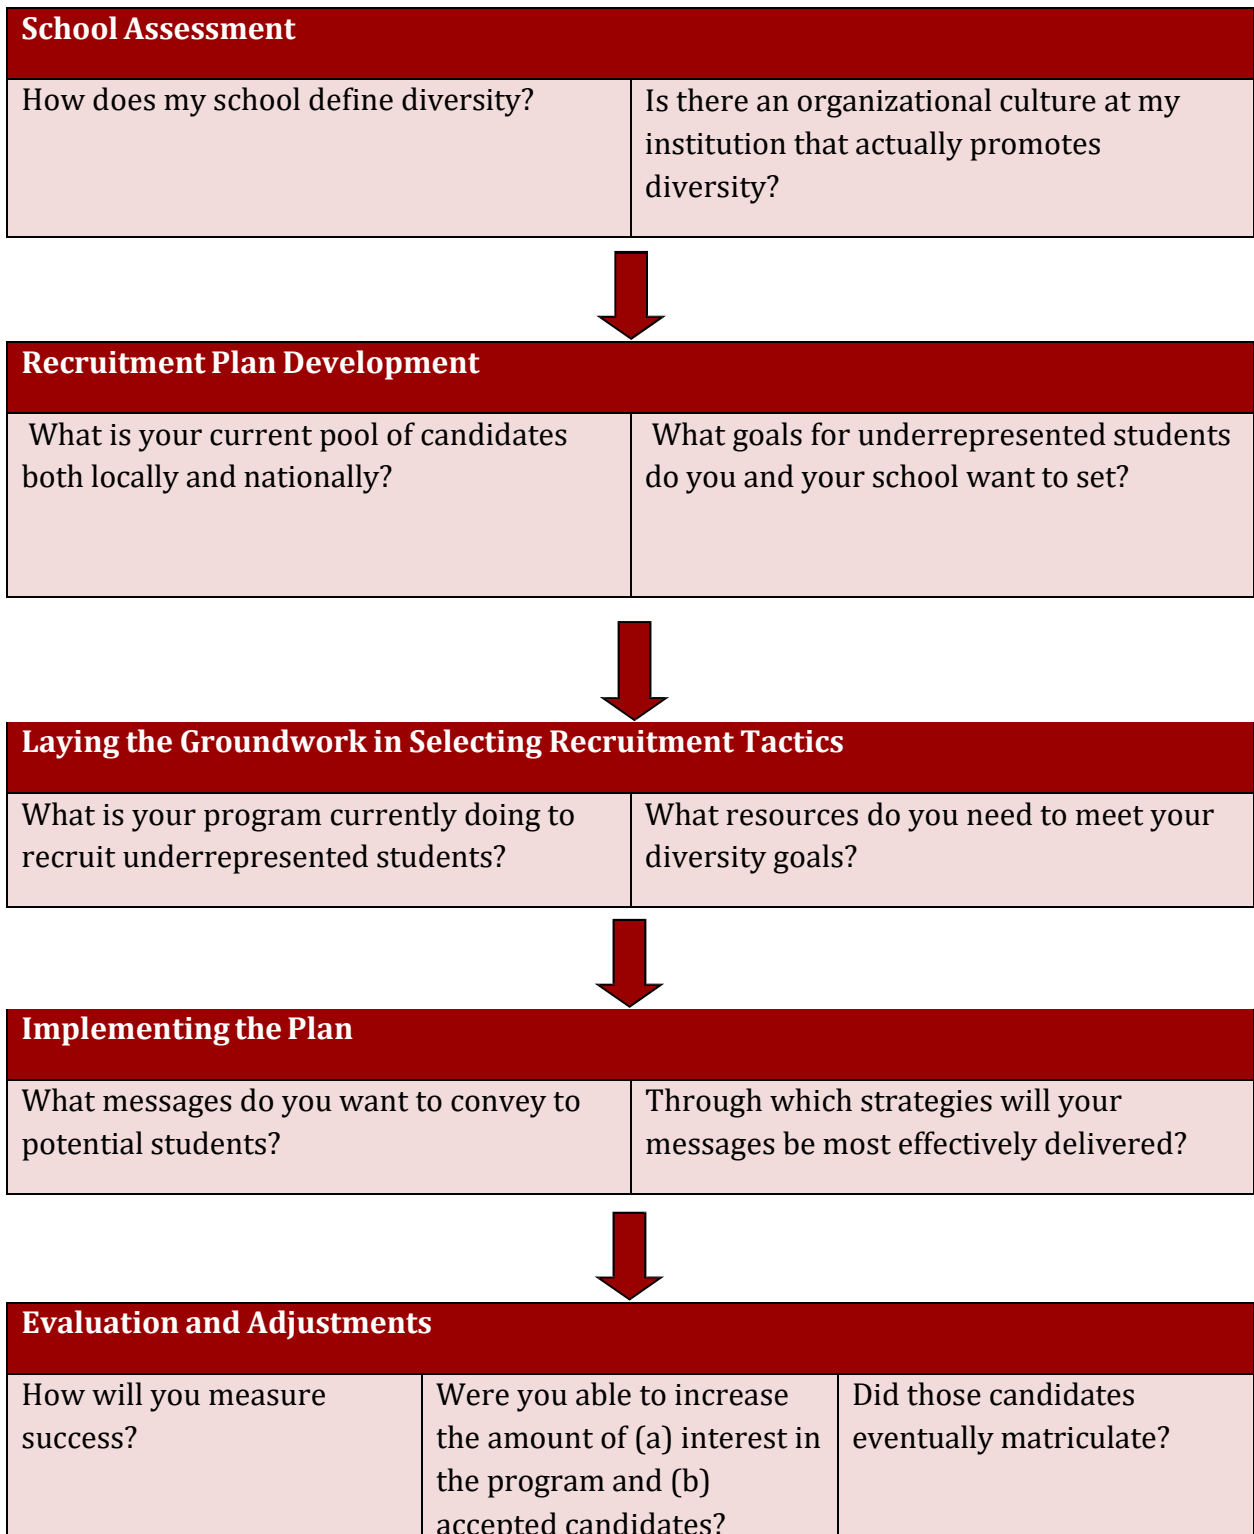 School Assessment
How does my school define diversity?
Is there an organizational culture at my
institution that actually promotes
diversity?
Recruitment Plan Development
What is your current pool of candidates
both locally and nationally?
What goals for underrepresented students
do you and your school want to set?
Laying the Groundwork in Selecting Recruitment Tactics
What is your program currently doing to
recruit underrepresented students?
What resources do you need to meet your
diversity goals?
Implementing the Plan
What messages do you want to convey to
potential students?
Through which strategies will your
messages be most effectively delivered?
Evaluation and Adjustments
How will you measure
success?
Were you able to increase
the amount of (a) interest in
the program and (b)
accepted candidates?
Did those candidates
eventually matriculate?